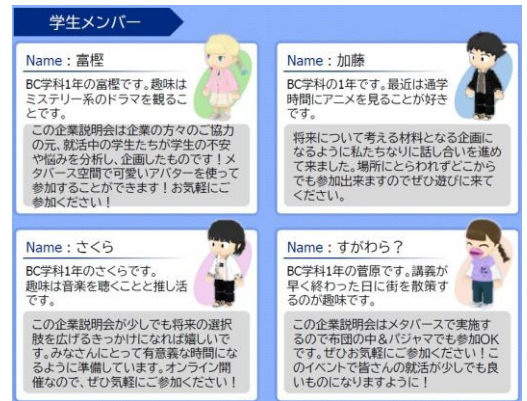 学生メンバー
Name：富樫
BC学科1年の富樫です。趣味は
ミステリー系のドラマを観るこ
とです。
この企業説明会は企業の方々のご協力
の元、就活中の学生たちが学生の不安
や悩みを分析し、企画したものです！メ
タバース空間で可愛いアバターを使って
参加することができます！お気軽にご
参加ください！
Name：加藤
BC学科の1年です。最近は通学
時間にアニメを見ることが好き
です。
将来について考える材料となる企画に
なるように私たちなりに話し合いを進め
て来ました。場所にとらわれずどこから
でも参加出来ますのでぜひ遊びに来て
ください。
Name：さくら
BC学科1年のさくらです。
趣味は音楽を聴くことと推し活
です。
この企業説明会が少しでも将来の選択
肢を広げるきっかけになれば嬉しいで
す。みなさんにとって有意義な時間にな
るように準備しています。オンライン開
催なので、ぜひ気軽にご参加ください！
Name：すがわら？
BC学科1年の菅原です。講義が
早く終わった日に街を散策す
るのが趣味です。
この企業説明会はメタバースで実施す
るので布団の中＆パジャマでも参加OK
です。ぜひお気軽にご参加ください！こ
のイベントで皆さんの就活が少しでも良
いものになりますように！